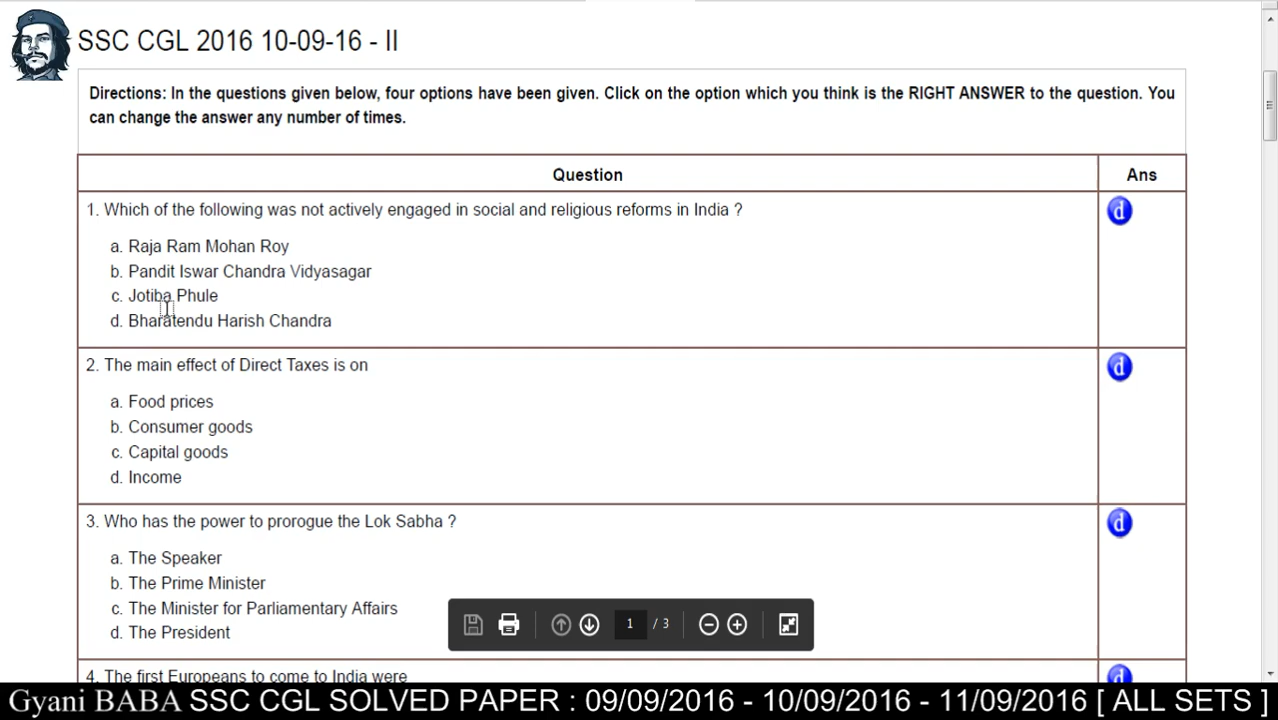 SSC CGL 2016 10-09-16 - II
Directions: In the questions given below, four options have been given. Click on the option which you think is the RIGHT ANSWER to the question. You
can change the answer any number of times.
Question Ans
1. Which of the following was not actively engaged in social and religious reforms in India ? d
a. Raja Ram Mohan Roy
b. Pandit Iswar Chandra Vidyasagar
c. Jotiba Phule
d. Bharatendu Harish Chandra
2. The main effect of Direct Taxes is on d
a. Food prices
b. Consumer goods
c. Capital goods
d. Income
3. Who has the power to prorogue the Lok Sabha ? d
a. The Speaker
b. The Prime Minister
c. The Minister for Parliamentary Affairs
d. The President
1 / 3
4. The first Europeans to come to India were d
Gyani BABA SSC CGL SOLVED PAPER : 09/09/2016 - 10/09/2016 - 11/09/2016 [ ALL SETS ]